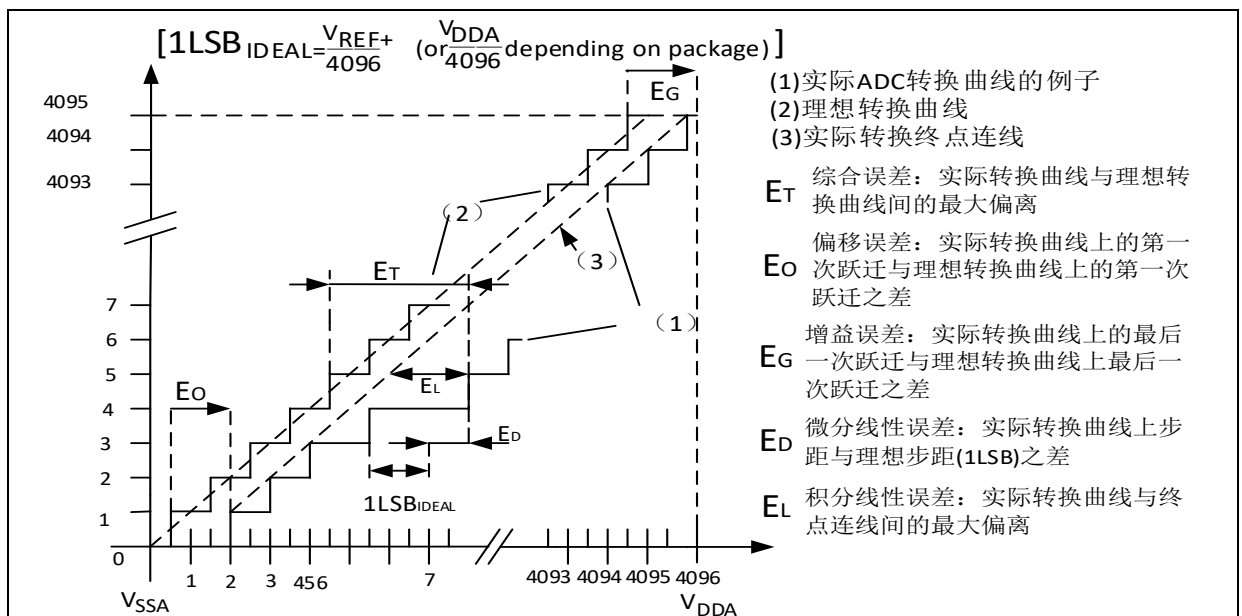 [1LSB IDEAL=VREF+/4096 (or VDDA/4096 depending on package)]
EG
4095
4094
4093
(2)
(3)
ET
7
6
(1)
5
EO
EL
4
3
ED
2
1
1LSBIDEAL
0
1 2 3 456 7 4093 4094 4095 4096
VSSA
VDDA
(1)实际ADC转换曲线的例子
(2)理想转换曲线
(3)实际转换终点连线
ET 综合误差：实际转换曲线与理想转
换曲线间的最大偏离
EO 偏移误差：实际转换曲线上的第一
次跃迁与理想转换曲线上的第一次
跃迁之差
EG 增益误差：实际转换曲线上的最后
一次跃迁与理想转换曲线上最后一
次跃迁之差
ED 微分线性误差：实际转换曲线上步
距与理想步距(1LSB)之差
EL 积分线性误差：实际转换曲线与终
点连线间的最大偏离